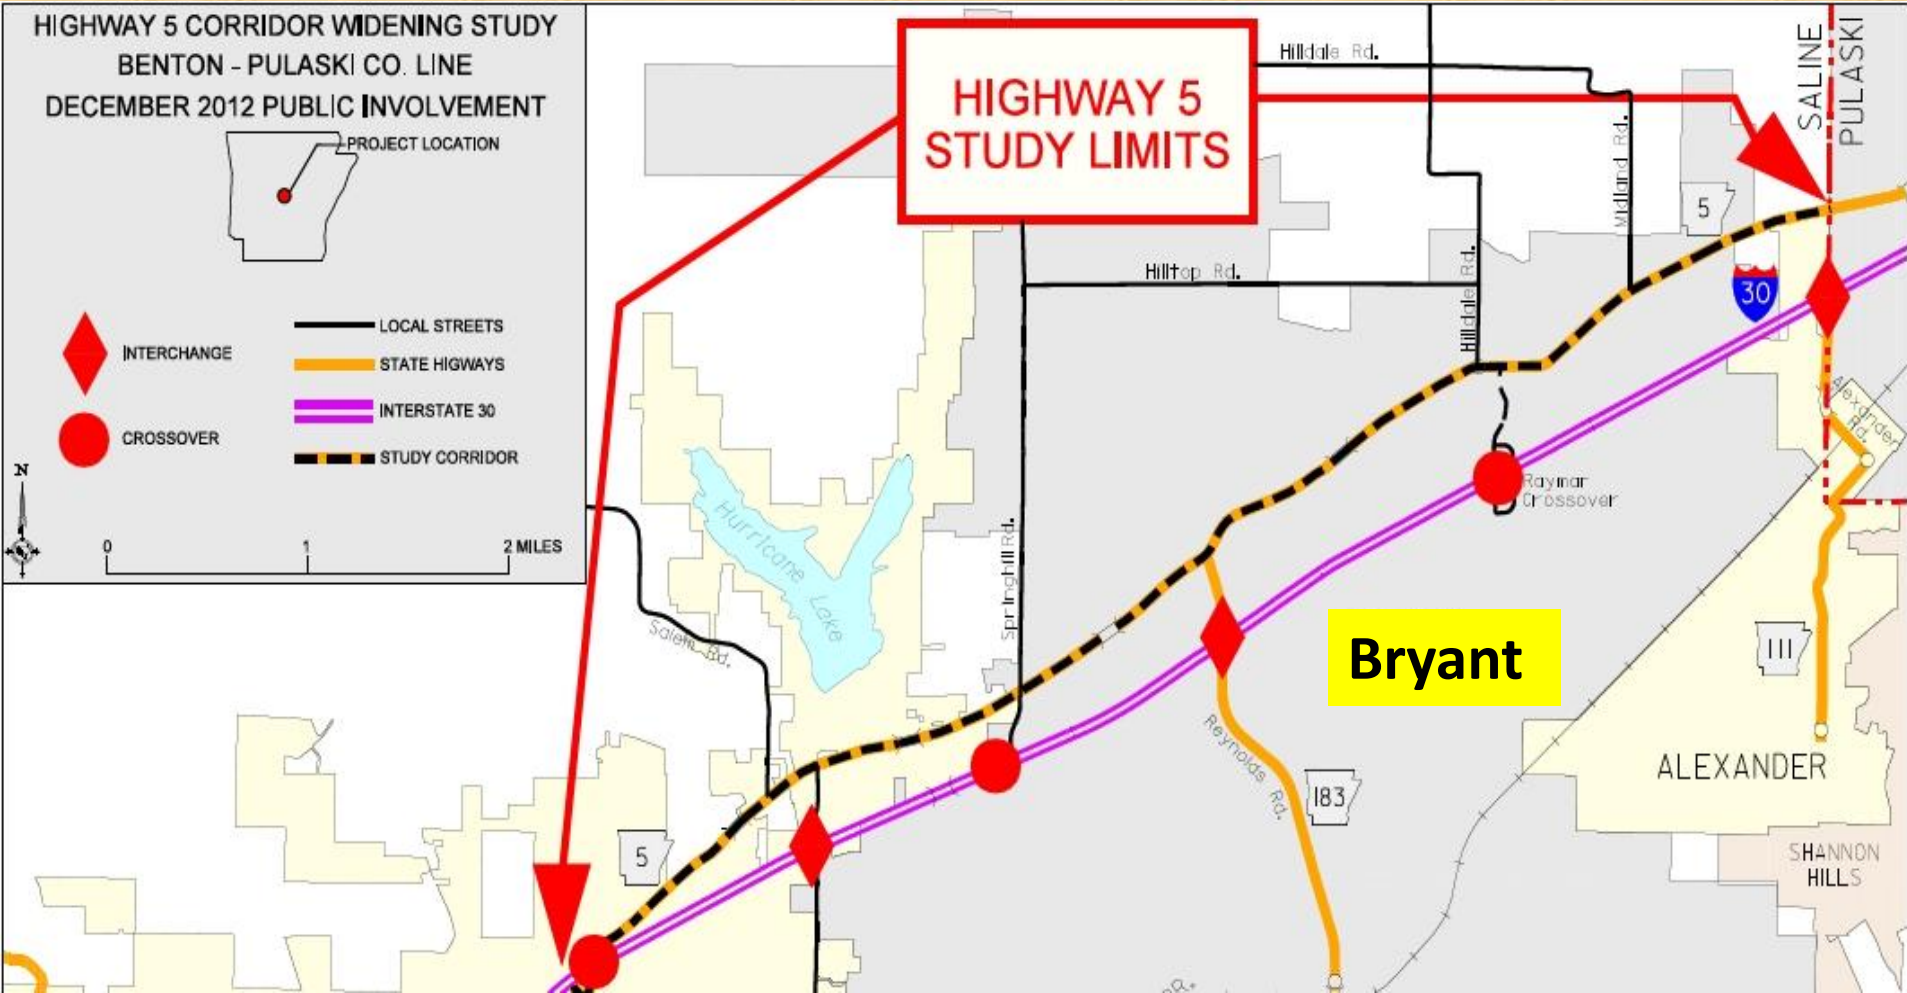 HIGHWAY 5 CORRIDOR WIDENING STUDY
BENTON - PULASKI CO. LINE
DECEMBER 2012 PUBLIC INVOLVEMENT
PROJECT LOCATION
INTERCHANGE
CROSSOVER
LOCAL STREETS
STATE HIGWAYS
INTERSTATE 30
STUDY CORRIDOR
N
0 1 2 MILES
HIGHWAY 5
STUDY LIMITS
Hilldale Rd.
SALINE
PULASKI
Midland Rd.
5
Hilltop Rd.
Hilldale Rd.
30
Alexander
Rd.
Raymar
Crossover
Hurricane Lake
Springhill Rd.
Salem Rd.
Bryant
111
Reynolds Rd.
ALEXANDER
183
5
SHANNON
HILLS